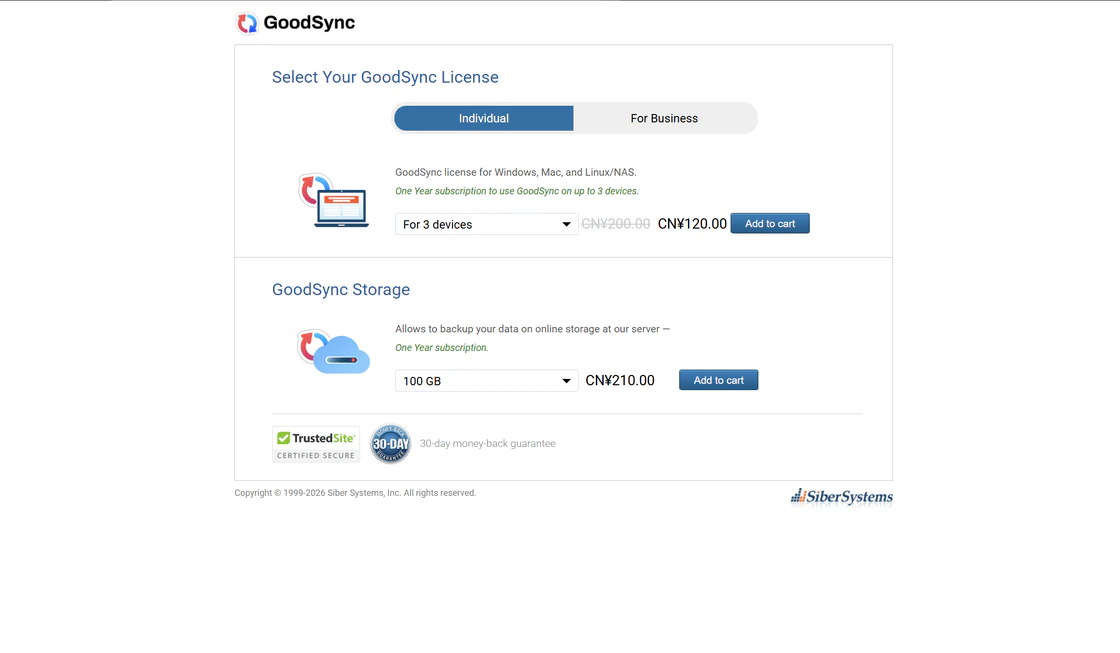 GoodSync
Select Your GoodSync License
Individual
For Business
GoodSync license for Windows, Mac, and Linux/NAS.
One Year subscription to use GoodSync on up to 3 devices.
For 3 devices CN¥200.00 CN¥120.00 Add to cart
GoodSync Storage
Allows to backup your data on online storage at our server —
One Year subscription.
100 GB CN¥210.00 Add to cart
TrustedSite
CERTIFIED SECURE
MONEY BACK
30-DAY
GUARANTEE
30-day money-back guarantee
Copyright © 1999-2026 Siber Systems, Inc. All rights reserved.
SiberSystems